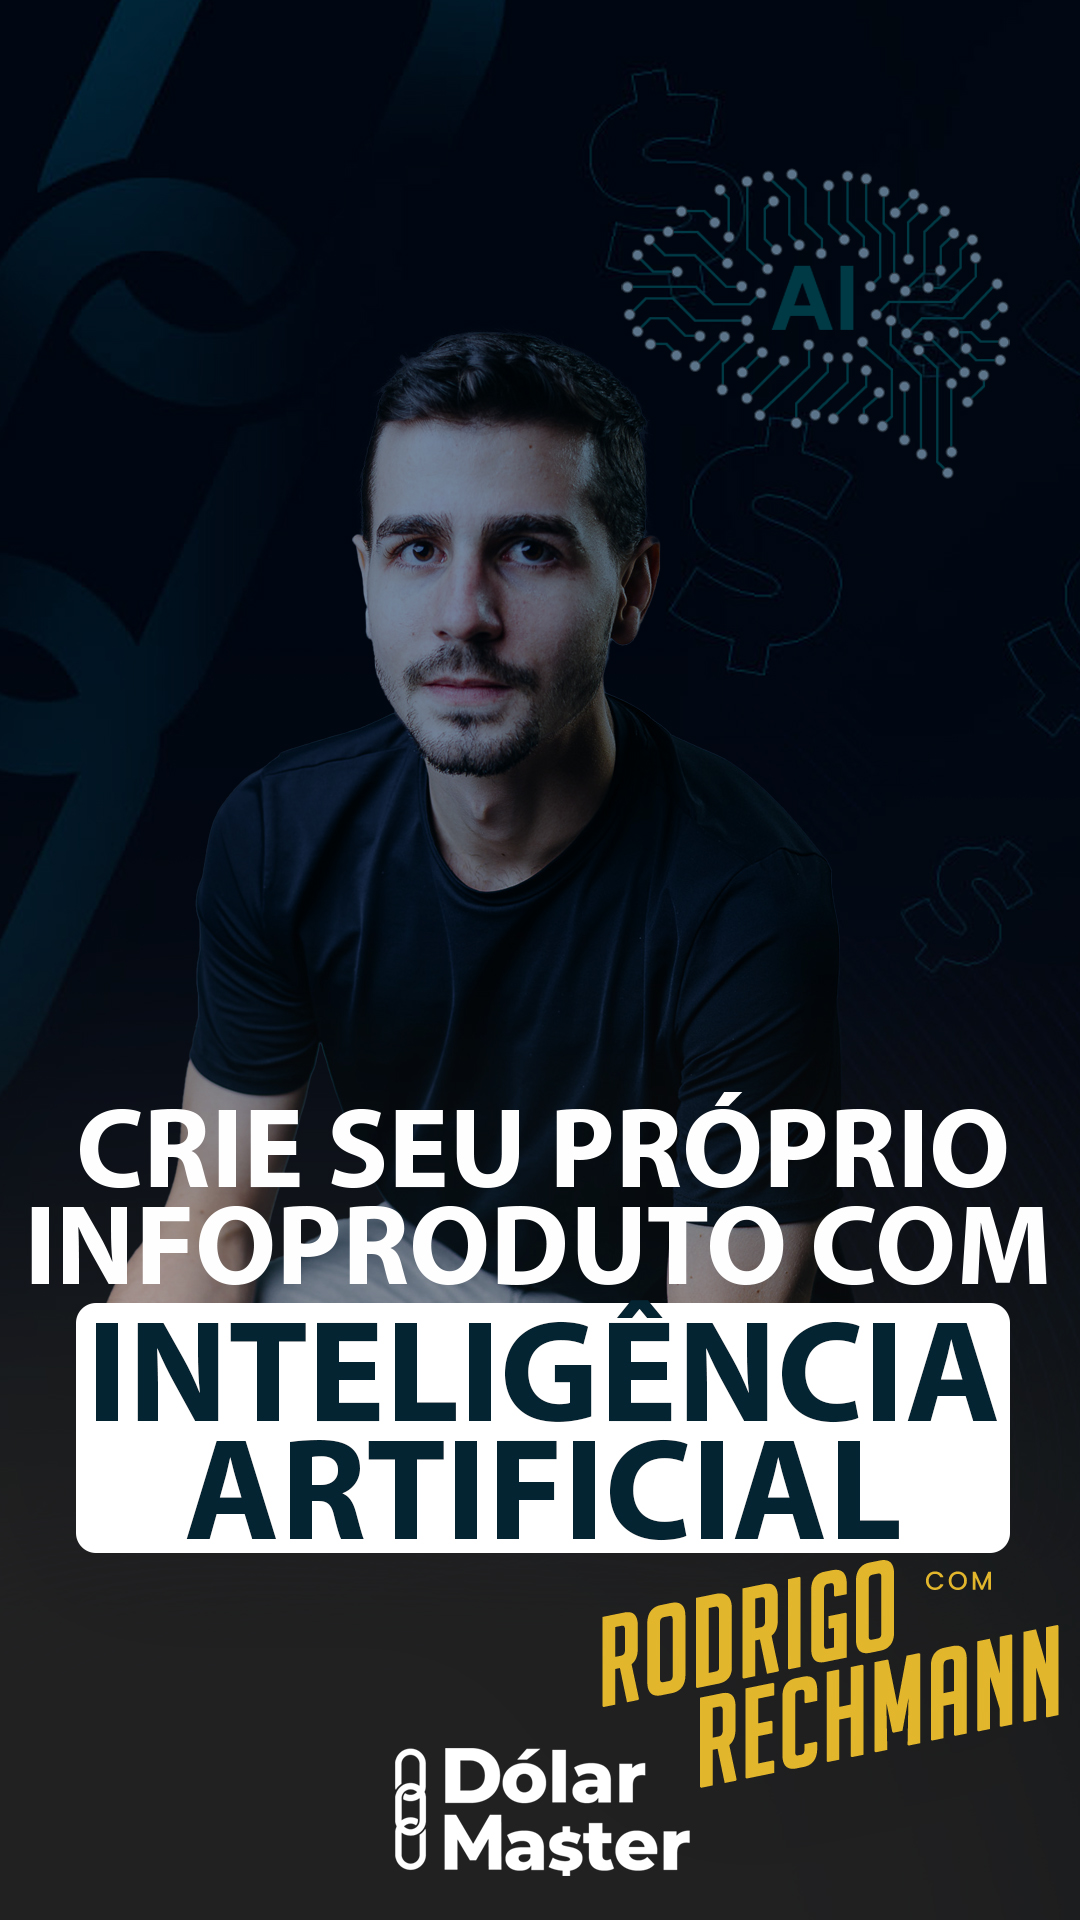 AI
CRIE SEU PRÓPRIO
INFOPRODUTO COM
INTELIGÊNCIA
ARTIFICIAL
COM
RODRIGO
RECHMANN
Dólar
Ma$ter